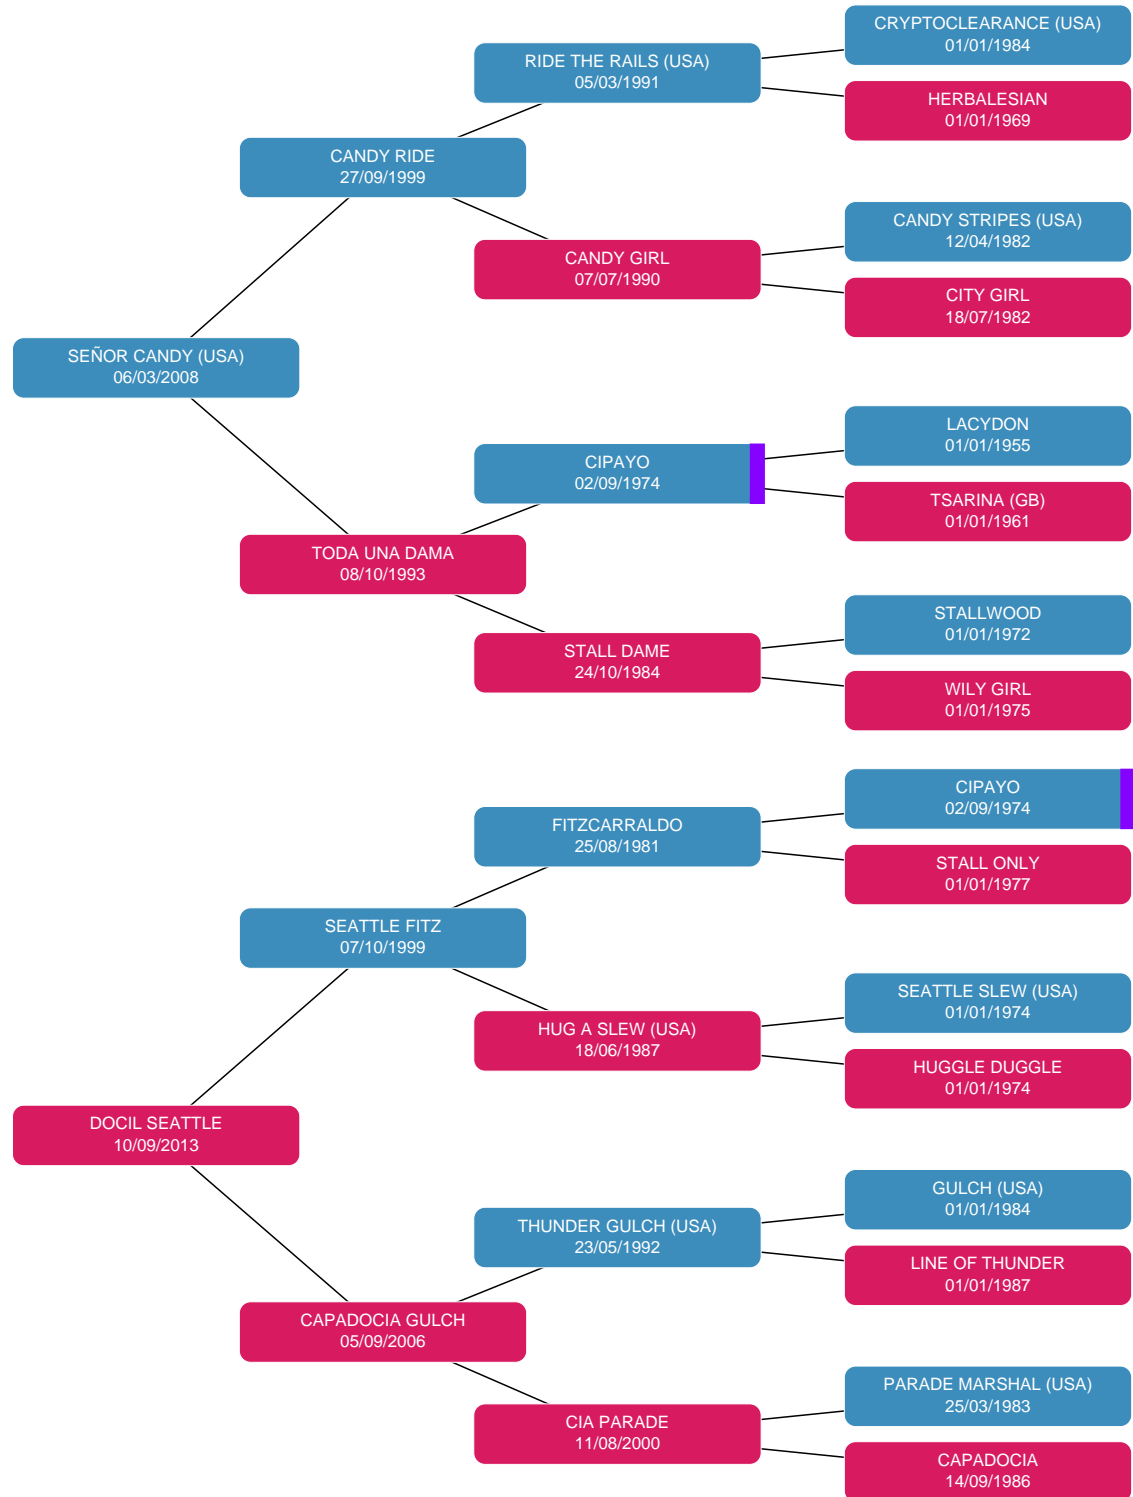 CRYPTOCLEARANCE (USA)
01/01/1984
RIDE THE RAILS (USA)
05/03/1991
HERBALESIAN
01/01/1969
CANDY RIDE
27/09/1999
CANDY STRIPES (USA)
12/04/1982
CANDY GIRL
07/07/1990
CITY GIRL
18/07/1982
SEÑOR CANDY (USA)
06/03/2008
LACYDON
01/01/1955
CIPAYO
02/09/1974
TSARINA (GB)
01/01/1961
TODA UNA DAMA
08/10/1993
STALLWOOD
01/01/1972
STALL DAME
24/10/1984
WILY GIRL
01/01/1975
CIPAYO
02/09/1974
FITZCARRALDO
25/08/1981
STALL ONLY
01/01/1977
SEATTLE FITZ
07/10/1999
SEATTLE SLEW (USA)
01/01/1974
HUG A SLEW (USA)
18/06/1987
HUGGLE DUGGLE
01/01/1974
DOCIL SEATTLE
10/09/2013
GULCH (USA)
01/01/1984
THUNDER GULCH (USA)
23/05/1992
LINE OF THUNDER
01/01/1987
CAPADOCIA GULCH
05/09/2006
PARADE MARSHAL (USA)
25/03/1983
CIA PARADE
11/08/2000
CAPADOCIA
14/09/1986